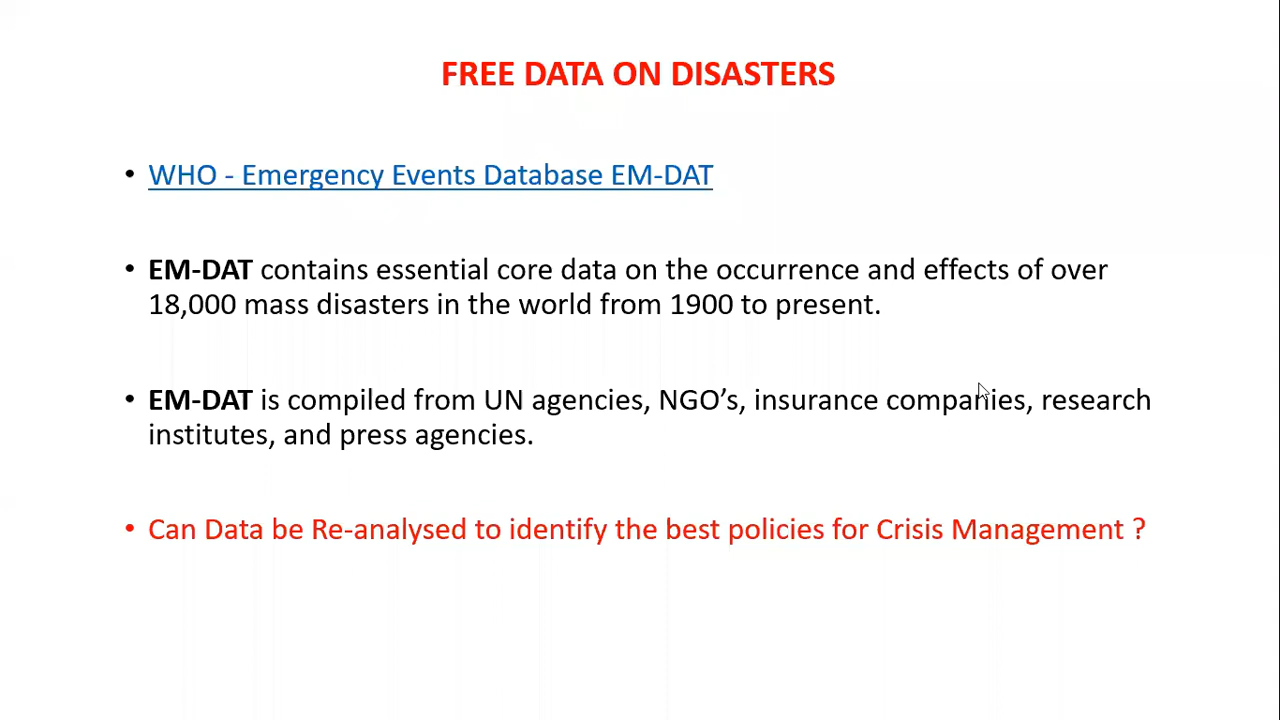 FREE DATA ON DISASTERS
• WHO - Emergency Events Database EM-DAT
• EM-DAT contains essential core data on the occurrence and effects of over
18,000 mass disasters in the world from 1900 to present.
• EM-DAT is compiled from UN agencies, NGO’s, insurance companies, research
institutes, and press agencies.
• Can Data be Re-analysed to identify the best policies for Crisis Management ?